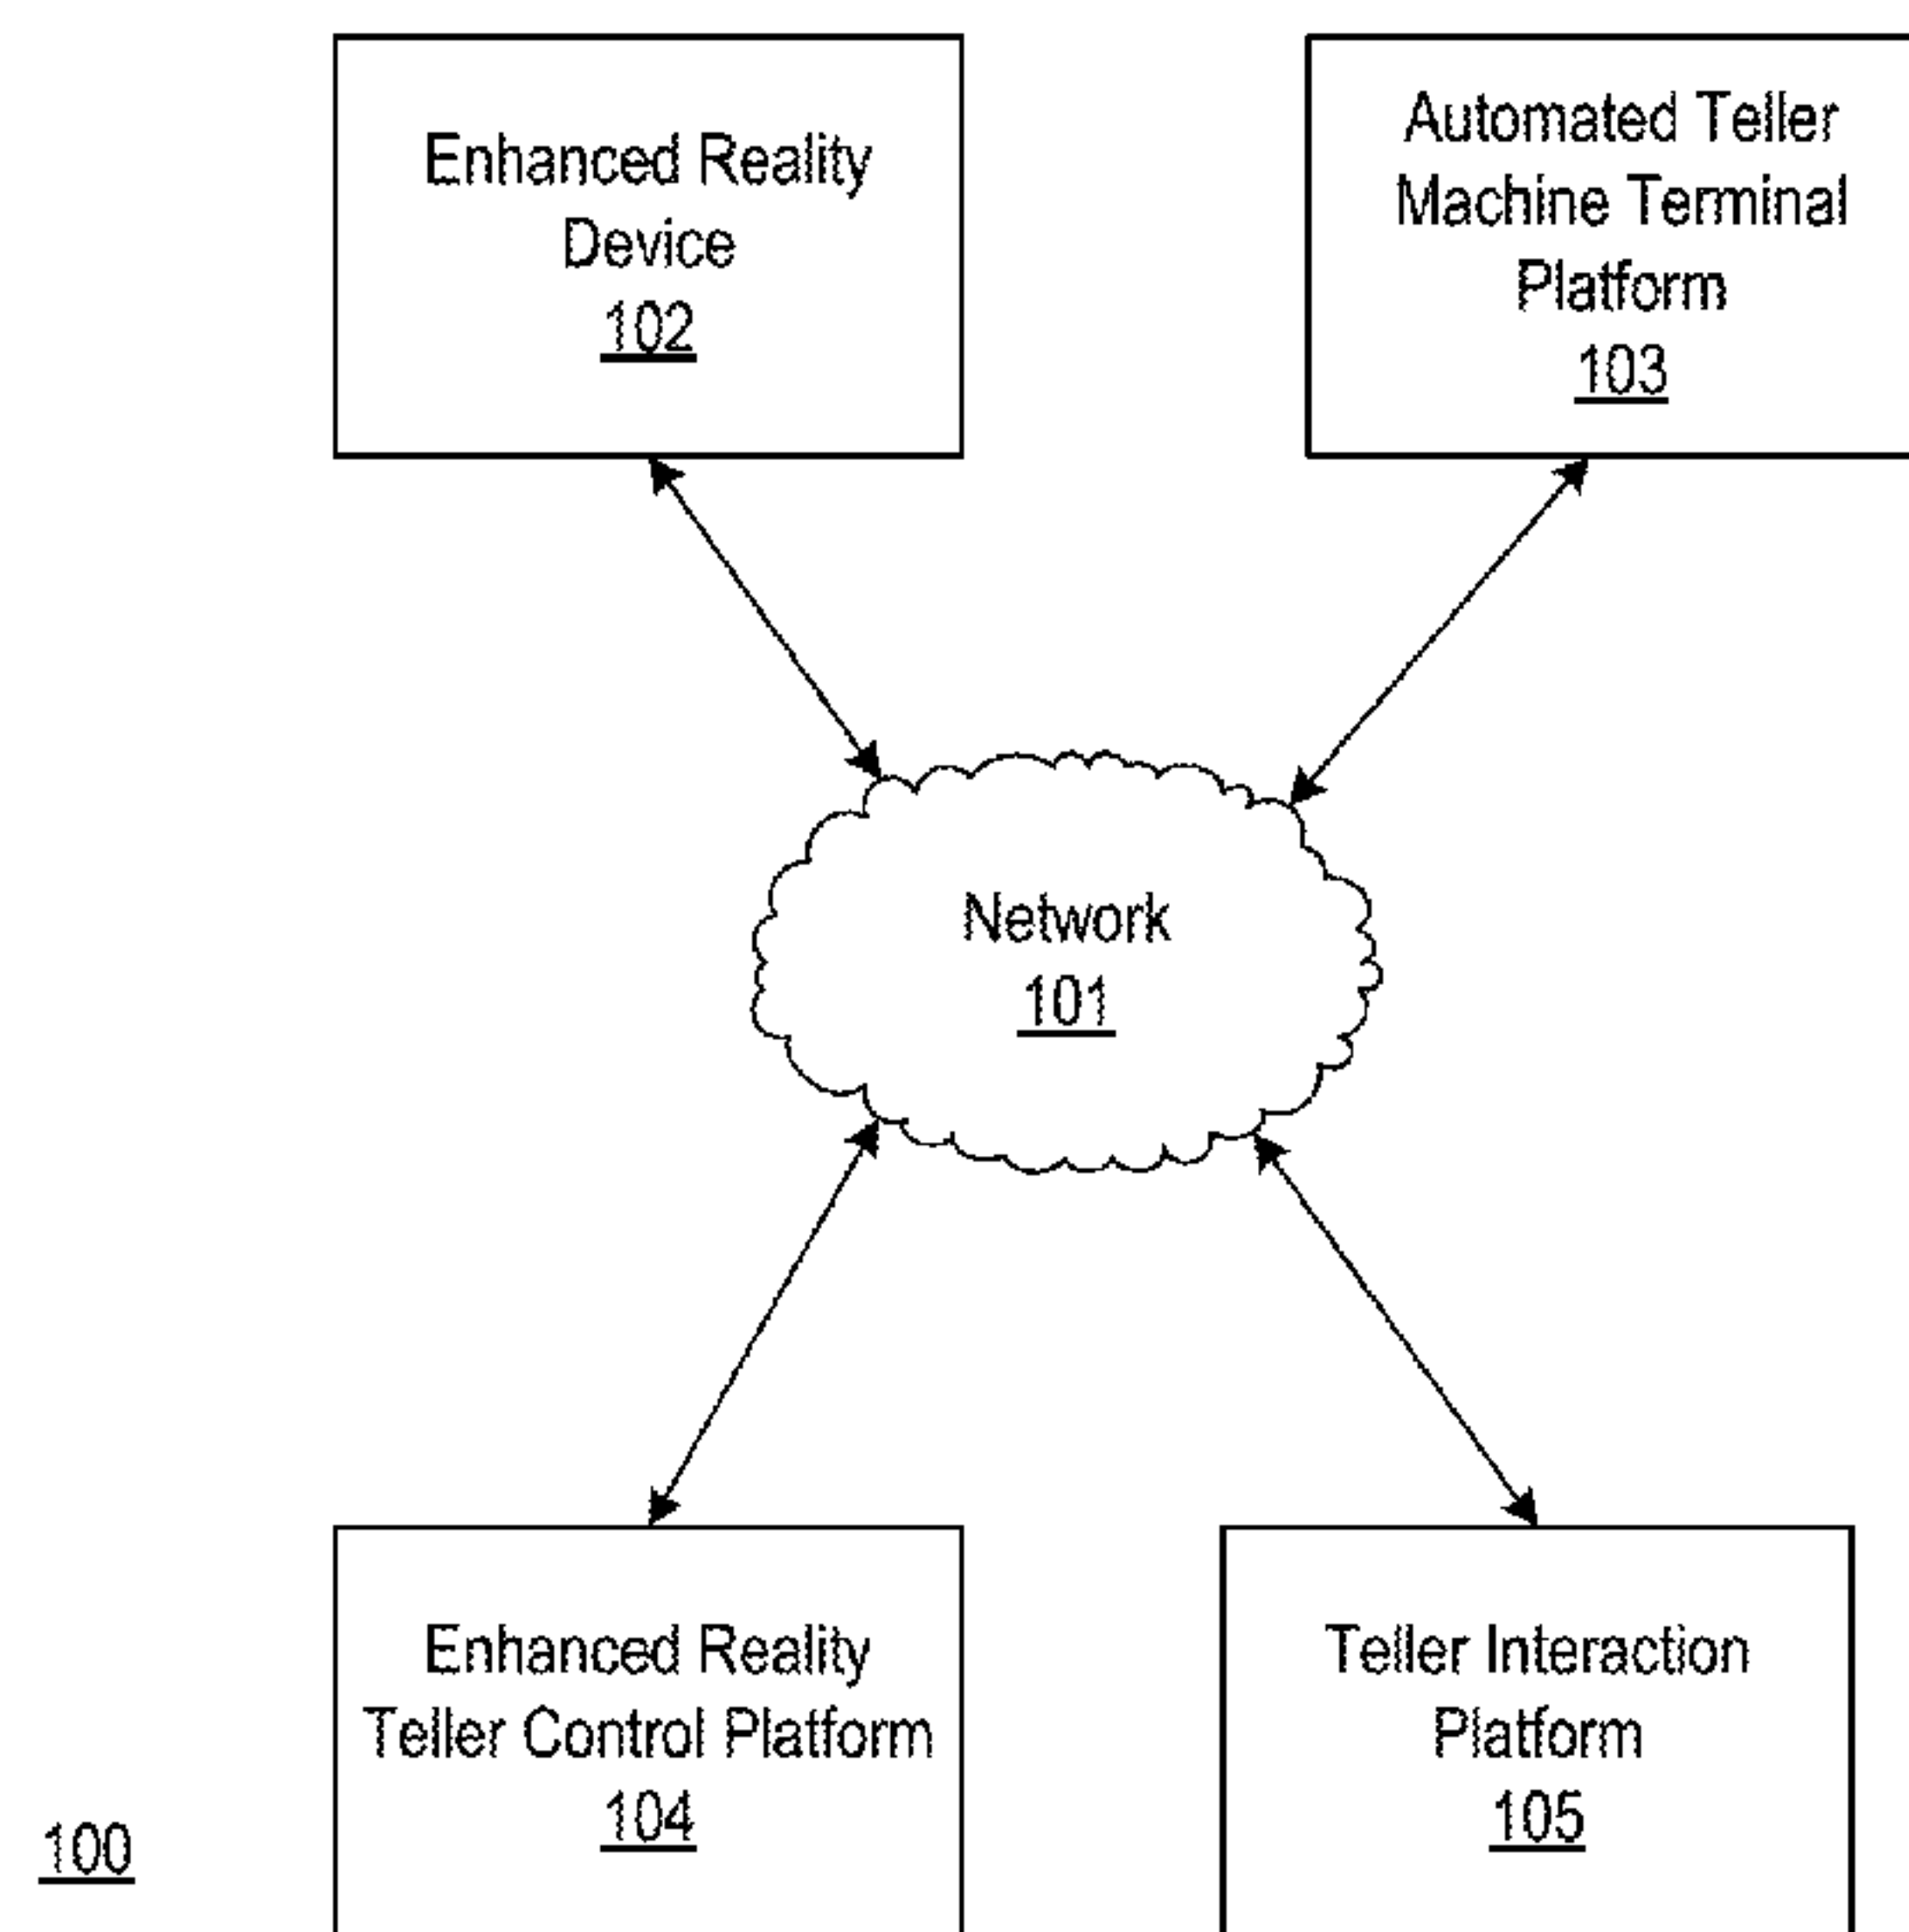 Enhanced Reality
Device
102
Automated Teller
Machine Terminal
Platform
103
Network
101
Enhanced Reality
Teller Control Platform
104
Teller Interaction
Platform
105
100